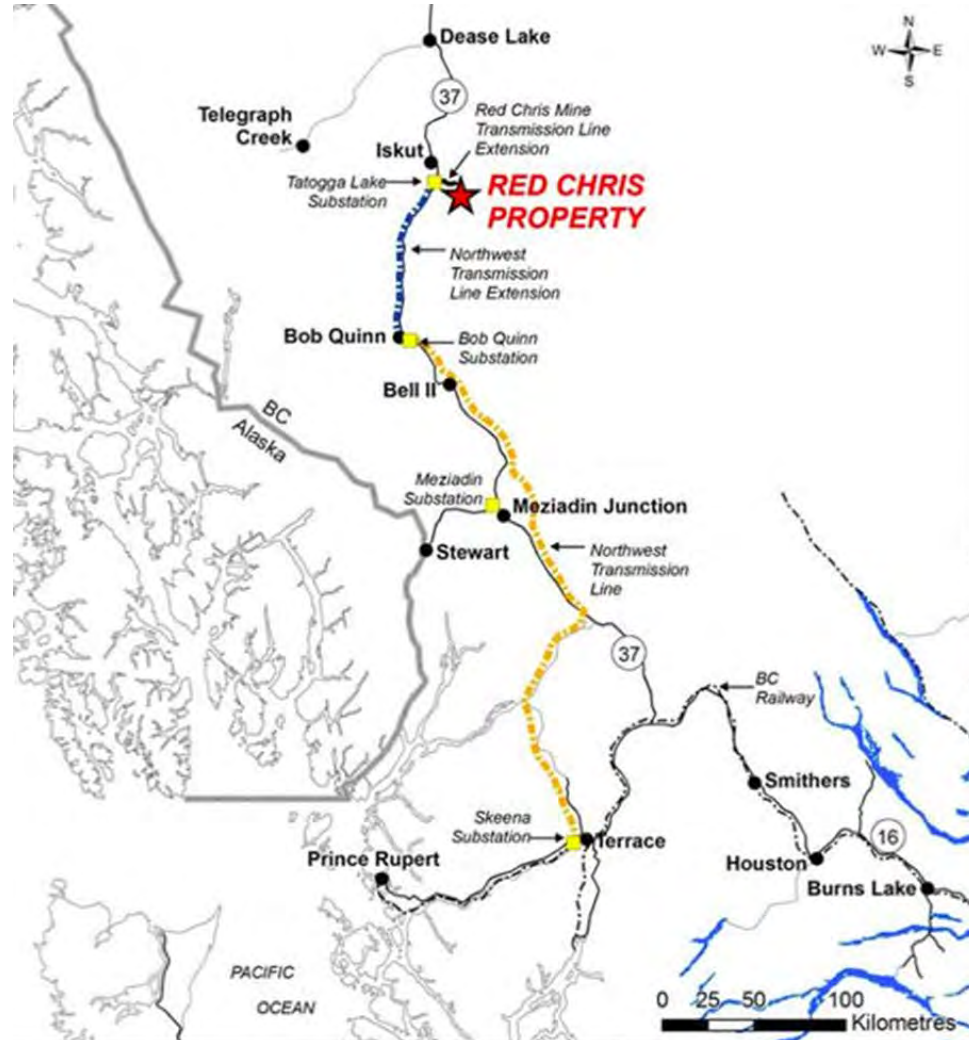 N
W E
S
Dease Lake
37
Telegraph
Creek
Red Chris Mine
Transmission Line
Extension
Iskut
Tatogga Lake
Substation
RED CHRIS
PROPERTY
Northwest
Transmission
Line Extension
Bob Quinn
Bob Quinn
Substation
Bell II
BC
Alaska
Meziadin
Substation
Meziadin Junction
Stewart
Northwest
Transmission
Line
37
BC
Railway
Smithers
Skeena
Substation
Terrace
16
Prince Rupert
Houston
Burns Lake
PACIFIC
OCEAN
0 25 50 100
Kilometres